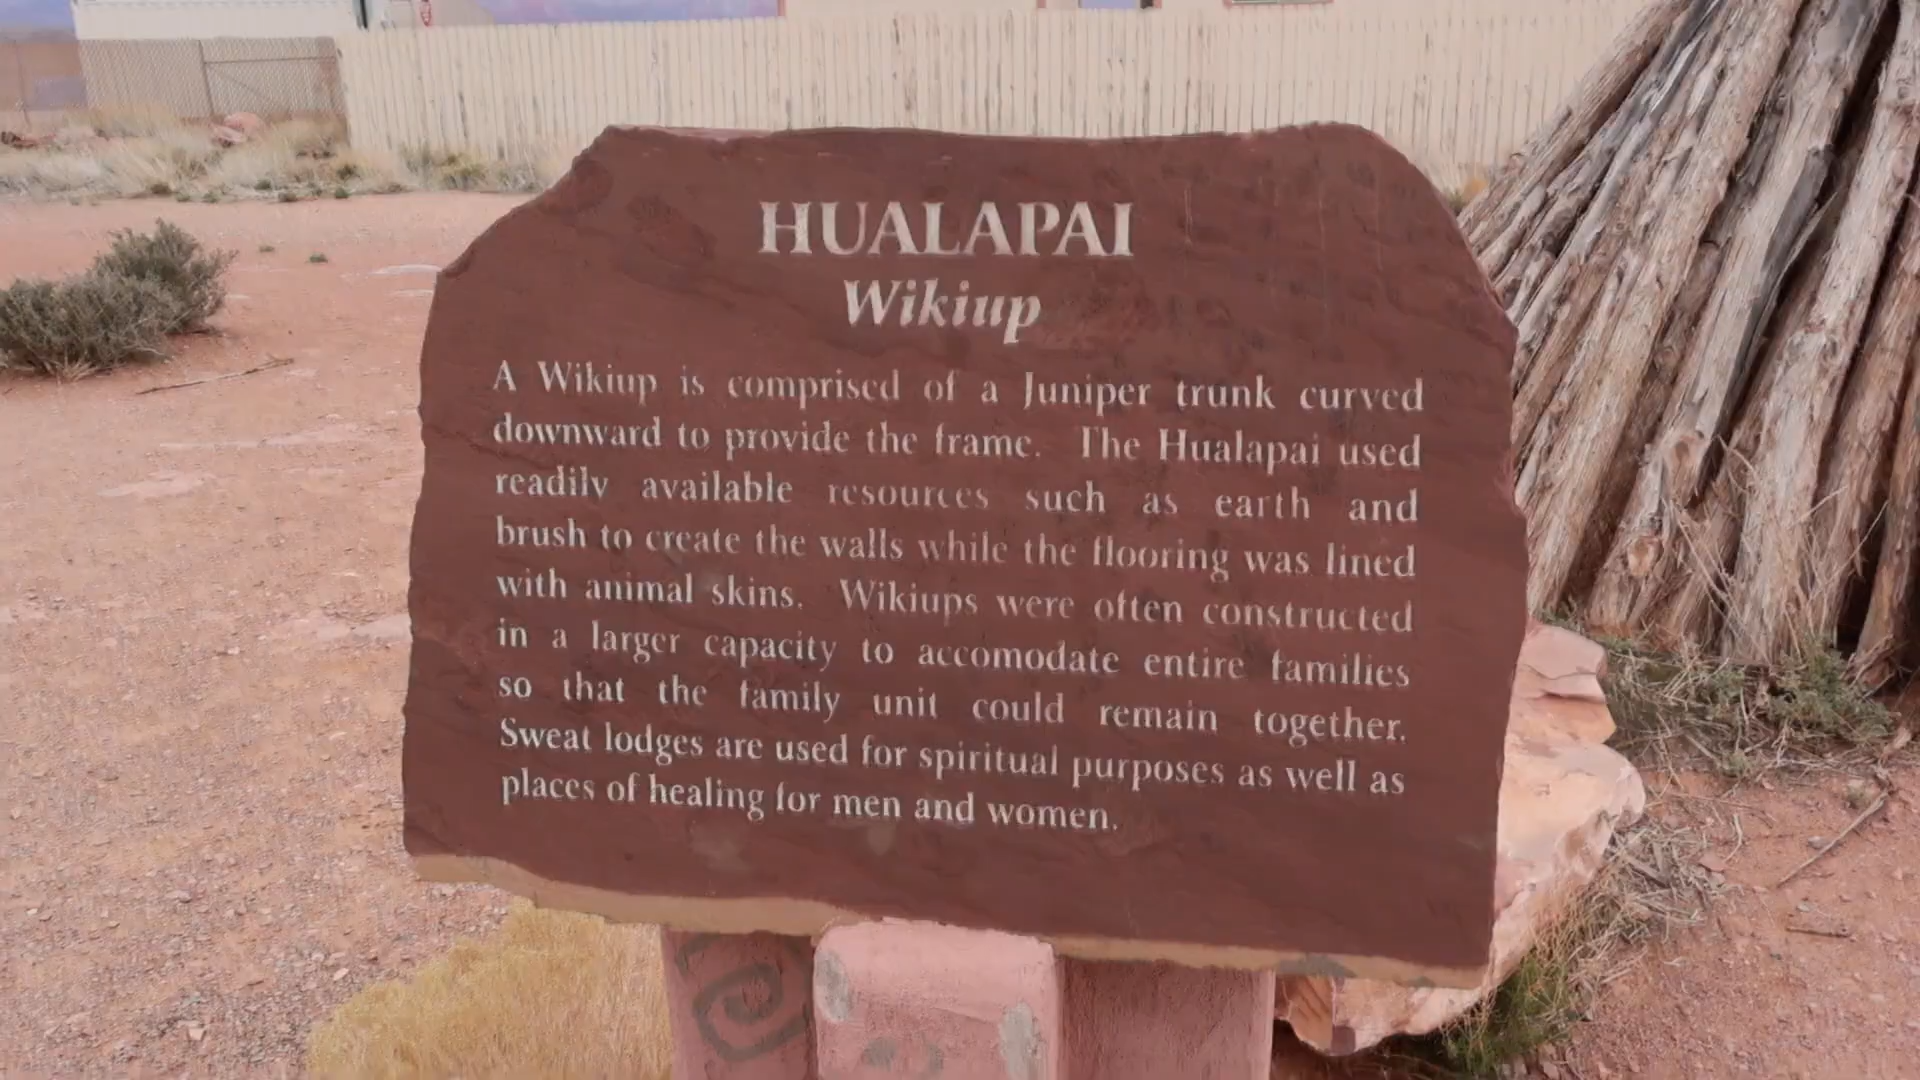 HUALAPAI
Wikiup
A Wikiup is comprised of a Juniper trunk curved
downward to provide the frame. The Hualapai used
readily available resources such as earth and
brush to create the walls while the flooring was lined
with animal skins. Wikiups were often constructed
in a larger capacity to accomodate entire families
so that the family unit could remain together.
Sweat lodges are used for spiritual purposes as well as
places of healing for men and women.